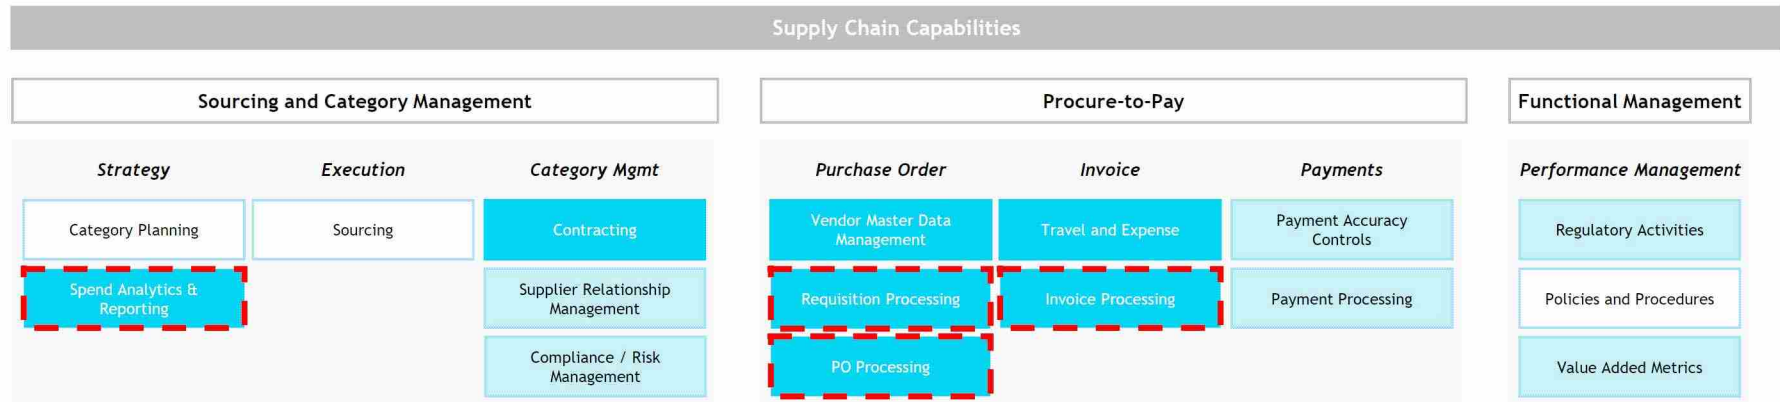 Supply Chain Capabilities
Sourcing and Category Management
Strategy
Execution
Category Mgmt
Category Planning
Sourcing
Contracting
Spend Analytics &
Reporting
Supplier Relationship
Management
Compliance / Risk
Management
Procure-to-Pay
Purchase Order
Invoice
Payments
Vendor Master Data
Management
Travel and Expense
Payment Accuracy
Controls
Requisition Processing
Invoice Processing
Payment Processing
PO Processing
Functional Management
Performance Management
Regulatory Activities
Policies and Procedures
Value Added Metrics